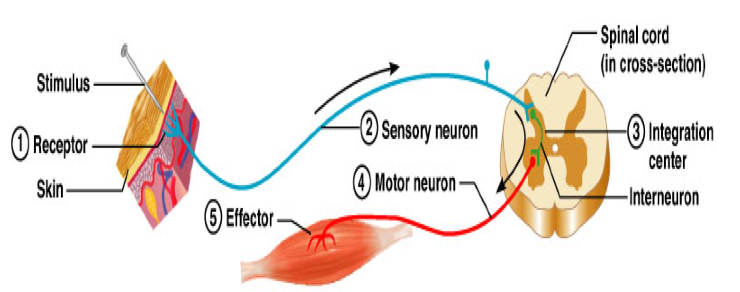 Stimulus
1 Receptor
Skin
2 Sensory neuron
4 Motor neuron
5 Effector
Spinal cord
(in cross-section)
3 Integration
center
Interneuron